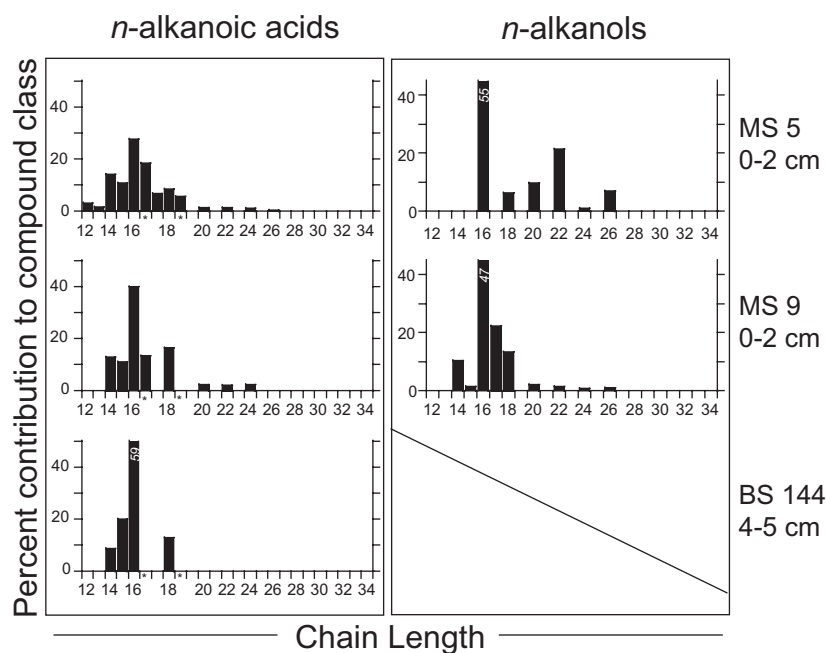 n-alkanoic acids
n-alkanols
Percent contribution to compound class
40
20
0
12 14 16 * 18 * 20 22 24 26 28 30 32 34
40
20
0
55
12 14 16 18 20 22 24 26 28 30 32 34
MS 5
0-2 cm
40
20
0
12 14 16 * 18 * 20 22 24 26 28 30 32 34
40
20
0
47
12 14 16 18 20 22 24 26 28 30 32 34
MS 9
0-2 cm
40
20
0
59
12 14 16 * 18 * 20 22 24 26 28 30 32 34
BS 144
4-5 cm
Chain Length